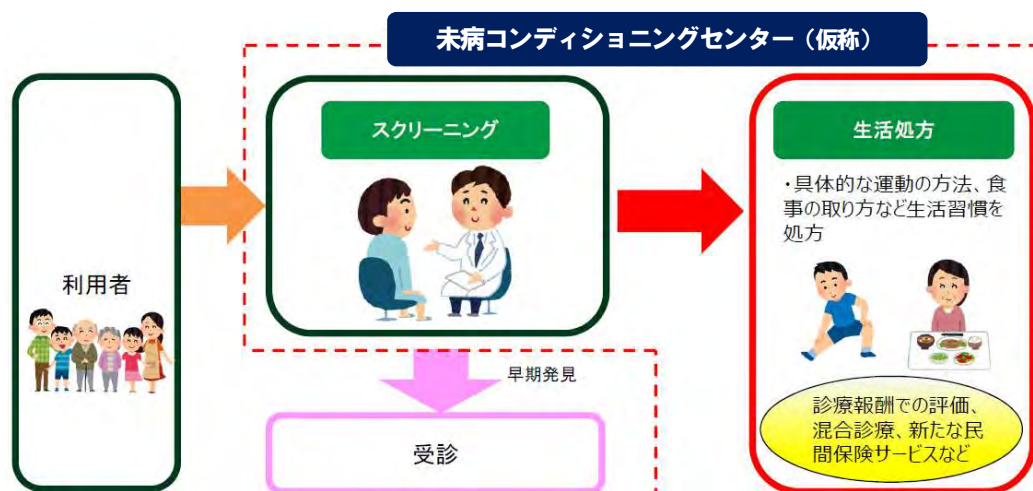 未病コンディショニングセンター（仮称）
利用者
スクリーニング
早期発見
受診
生活処方
・具体的な運動の方法、食
事の取り方など生活習慣を
処方
診療報酬での評価、
混合診療、新たな民
間保険サービスなど